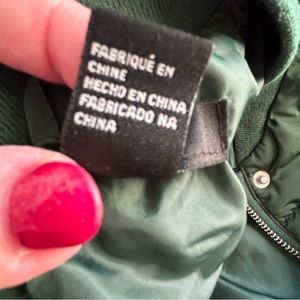 FABRIQUÉ EN
CHINE
HECHO EN CHINA
FABRICADO NA
CHINA